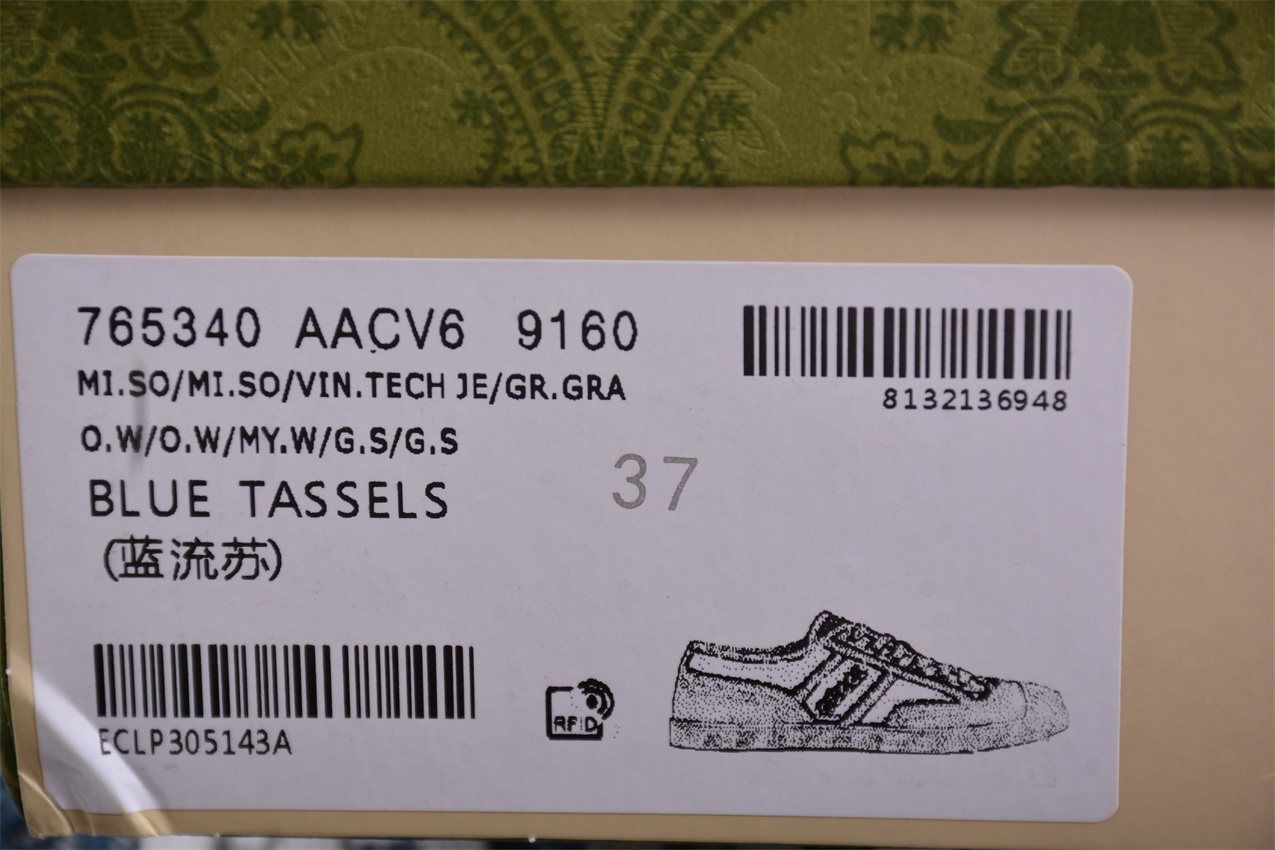 765340 AACV6 9160
MI.SO/MI.SO/VIN.TECH JE/GR.GRA
O.W/O.W/MY.W/G.S/G.S
BLUE TASSELS
(蓝流苏)
8132136948
37
ECLP305143A
RFID